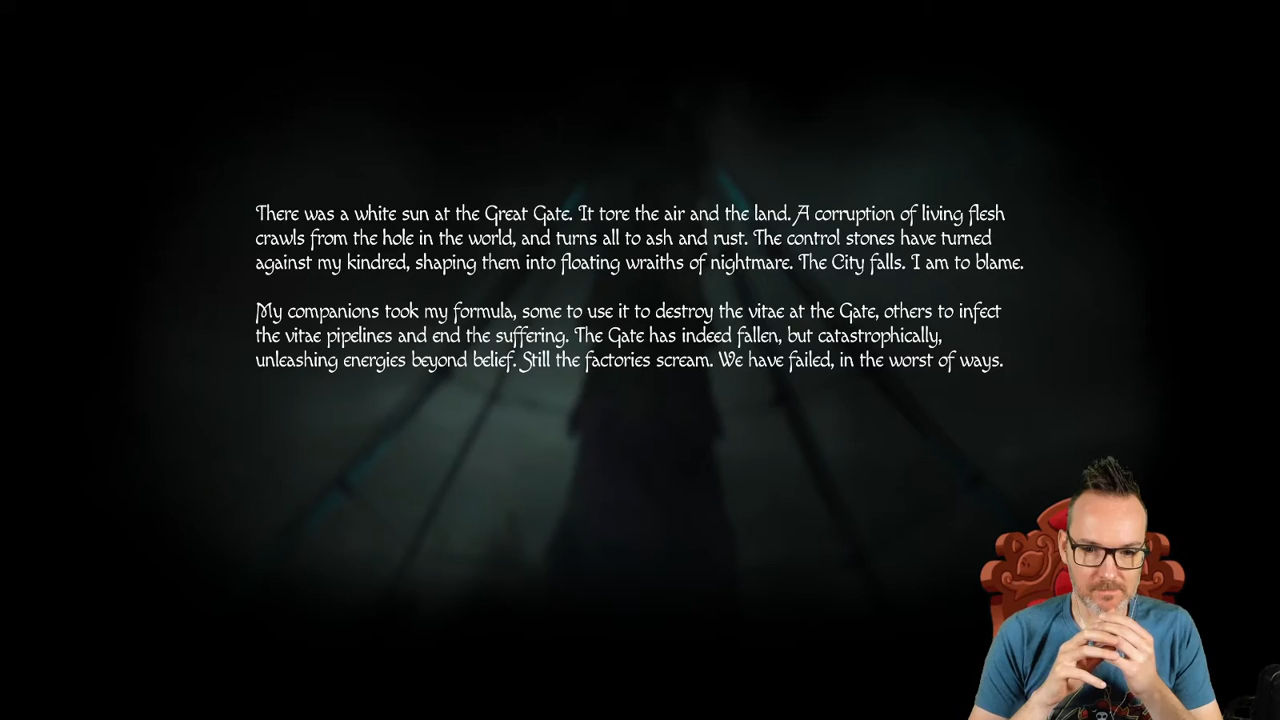 There was a white sun at the Great Gate. It tore the air and the land. A corruption of living flesh
crawls from the hole in the world, and turns all to ash and rust. The control stones have turned
against my kindred, shaping them into floating wraiths of nightmare. The City falls. I am to blame.
My companions took my formula, some to use it to destroy the vitae at the Gate, others to infect
the vitae pipelines and end the suffering. The Gate has indeed fallen, but catastrophically,
unleashing energies beyond belief. Still the factories scream. We have failed, in the worst of ways.